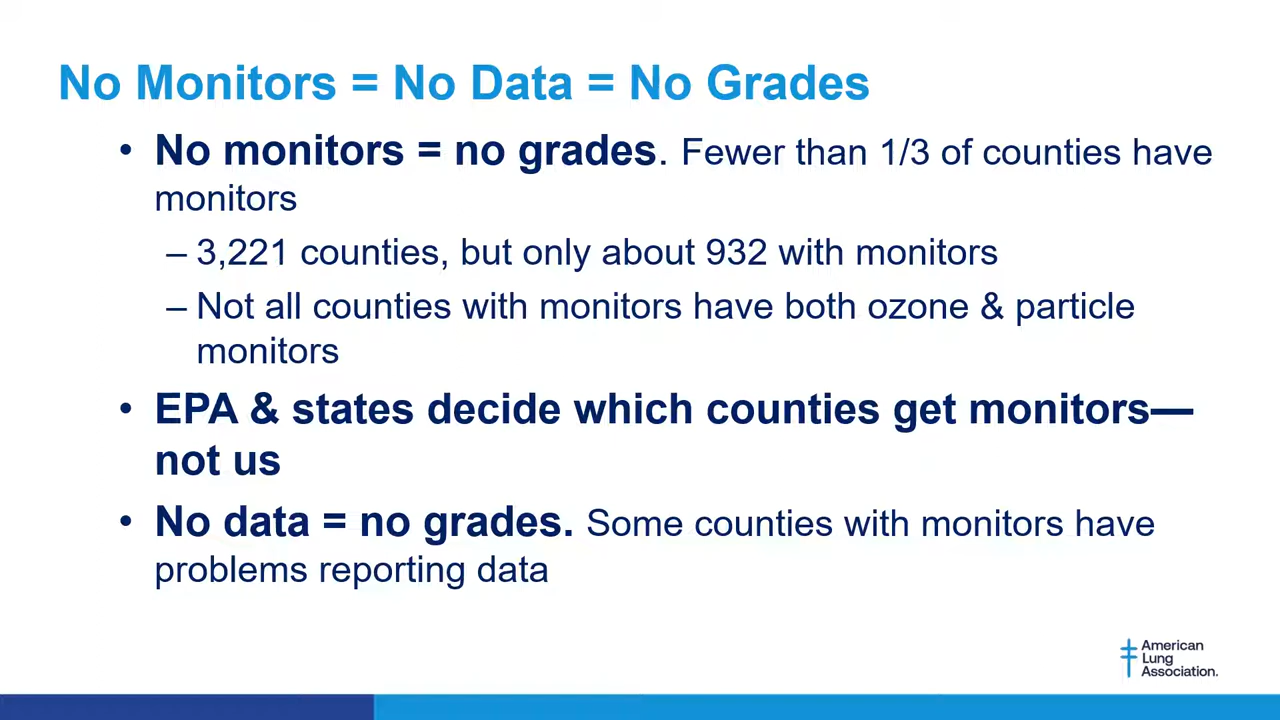 No Monitors = No Data = No Grades
• No monitors = no grades. Fewer than 1/3 of counties have
monitors
– 3,221 counties, but only about 932 with monitors
– Not all counties with monitors have both ozone & particle
monitors
• EPA & states decide which counties get monitors—
not us
• No data = no grades. Some counties with monitors have
problems reporting data
American
Lung
Association.